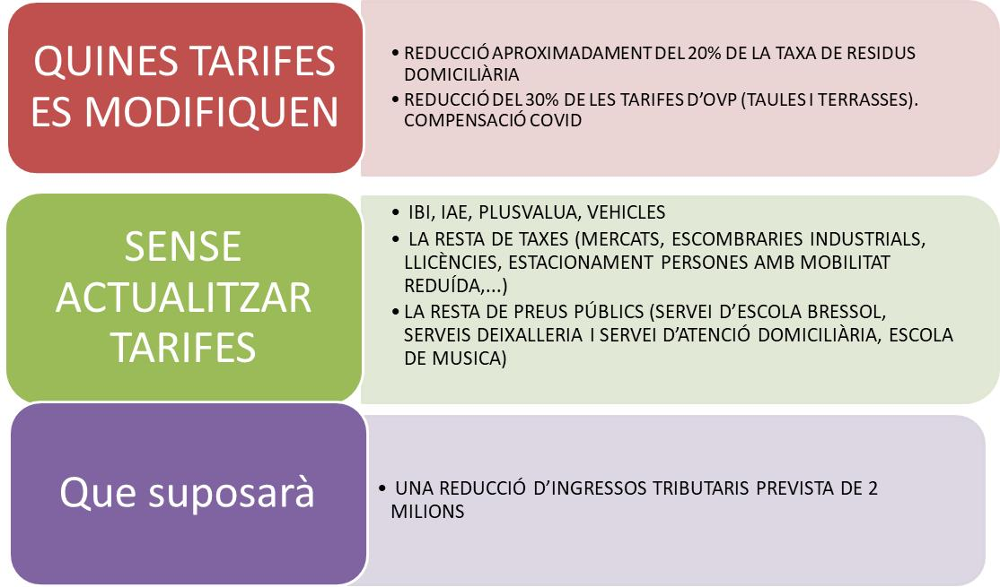 QUINES TARIFES
ES MODIFIQUEN
• REDUCCIÓ APROXIMADAMENT DEL 20% DE LA TAXA DE RESIDUS
DOMICILIÀRIA
• REDUCCIÓ DEL 30% DE LES TARIFES D’OVP (TAULES I TERRASSES).
COMPENSACIÓ COVID
SENSE
ACTUALITZAR
TARIFES
• IBI, IAE, PLUSVALUA, VEHICLES
• LA RESTA DE TAXES (MERCATS, ESCOMBRARIES INDUSTRIALS,
LLICÈNCIES, ESTACIONAMENT PERSONES AMB MOBILITAT
REDUÍDA,...)
• LA RESTA DE PREUS PÚBLICS (SERVEI D’ESCOLA BRESSOL,
SERVEIS DEIXALLERIA I SERVEI D’ATENCIÓ DOMICILIÀRIA, ESCOLA
DE MUSICA)
Que suposarà
• UNA REDUCCIÓ D’INGRESSOS TRIBUTARIS PREVISTA DE 2
MILIONS